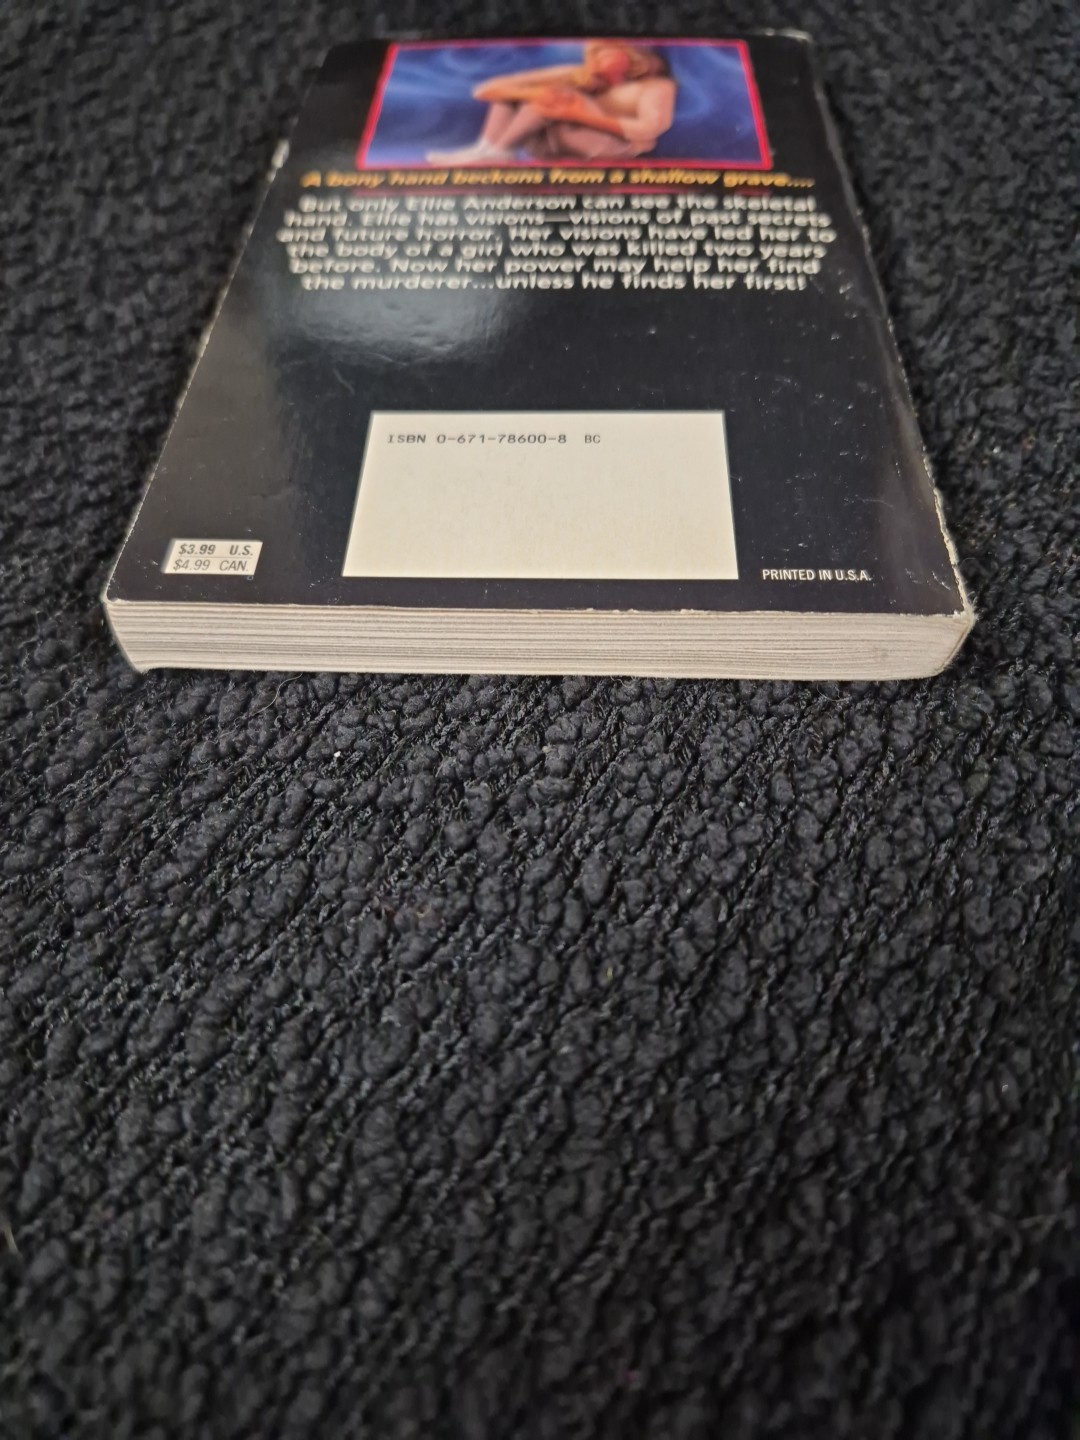 A bony hand beckons from a shallow grave....
But only Ellie Anderson can see the skeletal
hand. Ellie has visions—visions of past secrets
and future horror. Her visions have led her to
the body of a girl who was killed two years
before. Now her power may help her find
the murderer...unless he finds her first!
ISBN 0-671-78600-8 BC
$3.99 U.S.
$4.99 CAN.
PRINTED IN U.S.A.